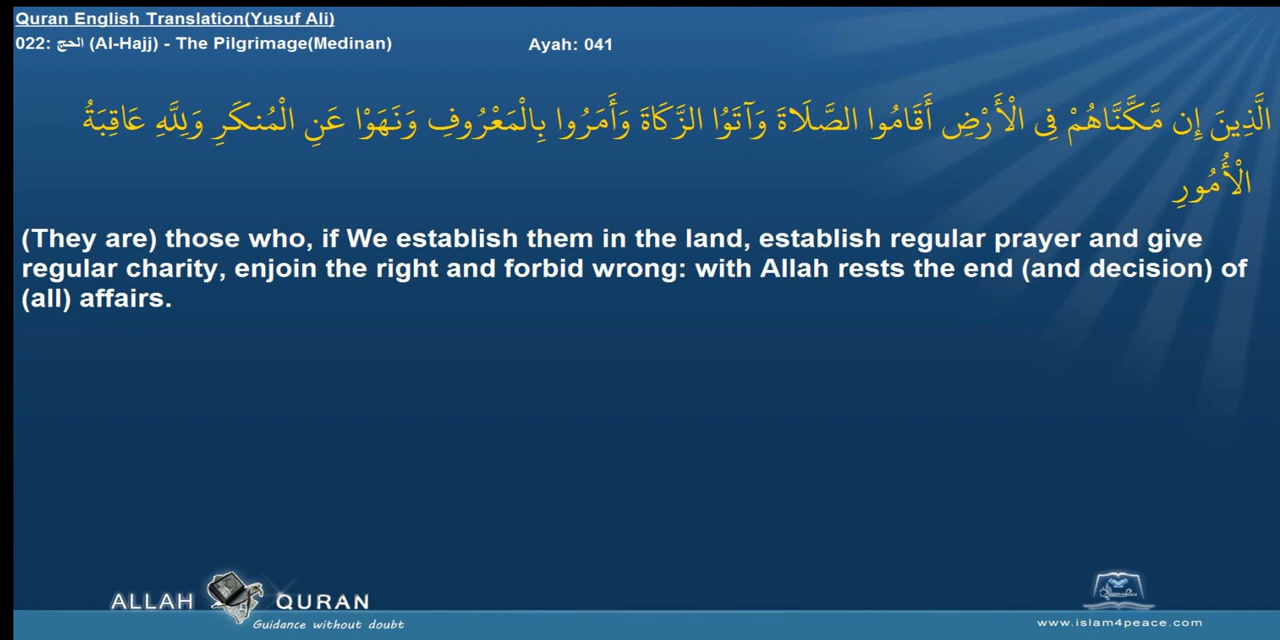 Quran English Translation(Yusuf Ali)
022: الحج (Al-Hajj) - The Pilgrimage(Medinan) Ayah: 041
الَّذِينَ إِن مَّكَّنَّاهُمْ فِي الْأَرْضِ أَقَامُوا الصَّلَاةَ وَآتَوُا الزَّكَاةَ وَأَمَرُوا بِالْمَعْرُوفِ وَنَهَوْا عَنِ الْمُنكَرِ وَلِلَّهِ عَاقِبَةُ
الْأُمُورِ
(They are) those who, if We establish them in the land, establish regular prayer and give
regular charity, enjoin the right and forbid wrong: with Allah rests the end (and decision) of
(all) affairs.
ALLAH QURAN
Guidance without doubt
www.islam4peace.com